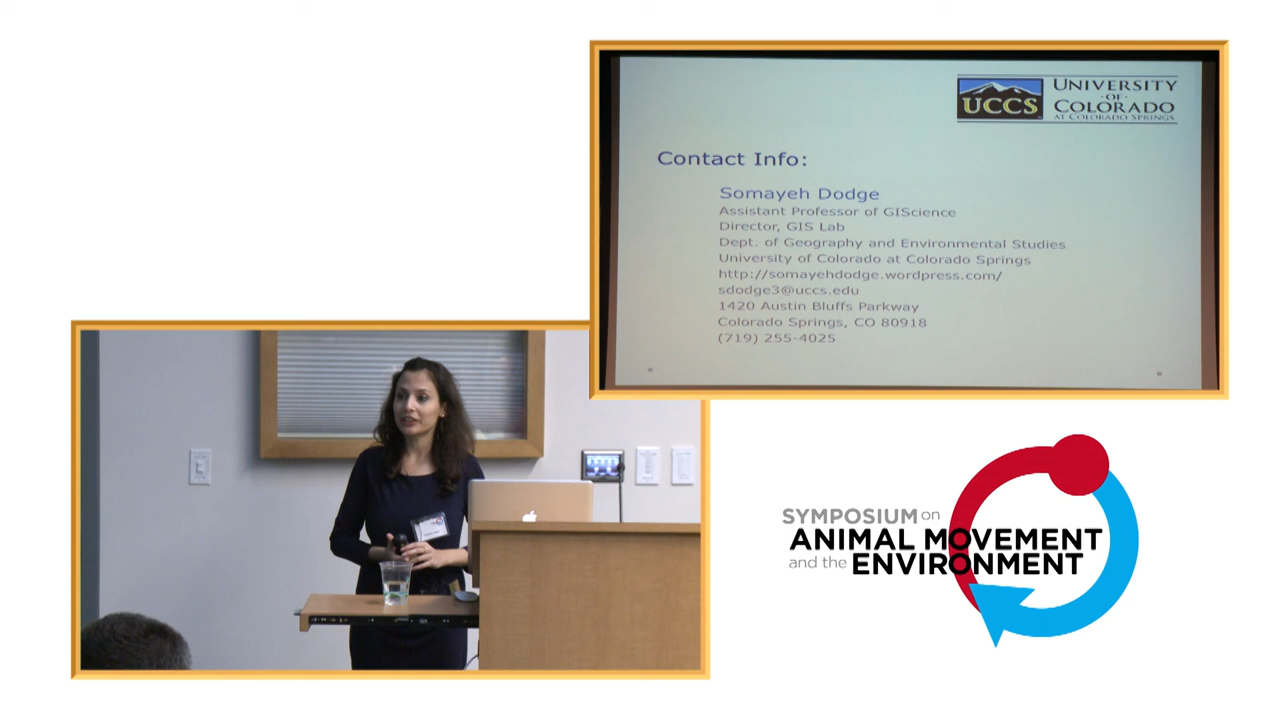 UCCS
UNIVERSITY
OF
COLORADO
AT COLORADO SPRINGS
Contact Info:
Somayeh Dodge
Assistant Professor of GIScience
Director, GIS Lab
Dept. of Geography and Environmental Studies
University of Colorado at Colorado Springs
http://somayehdodge.wordpress.com/
sdodge3@uccs.edu
1420 Austin Bluffs Parkway
Colorado Springs, CO 80918
(719) 255-4025
SYMPOSIUM on
ANIMAL MOVEMENT
and the ENVIRONMENT